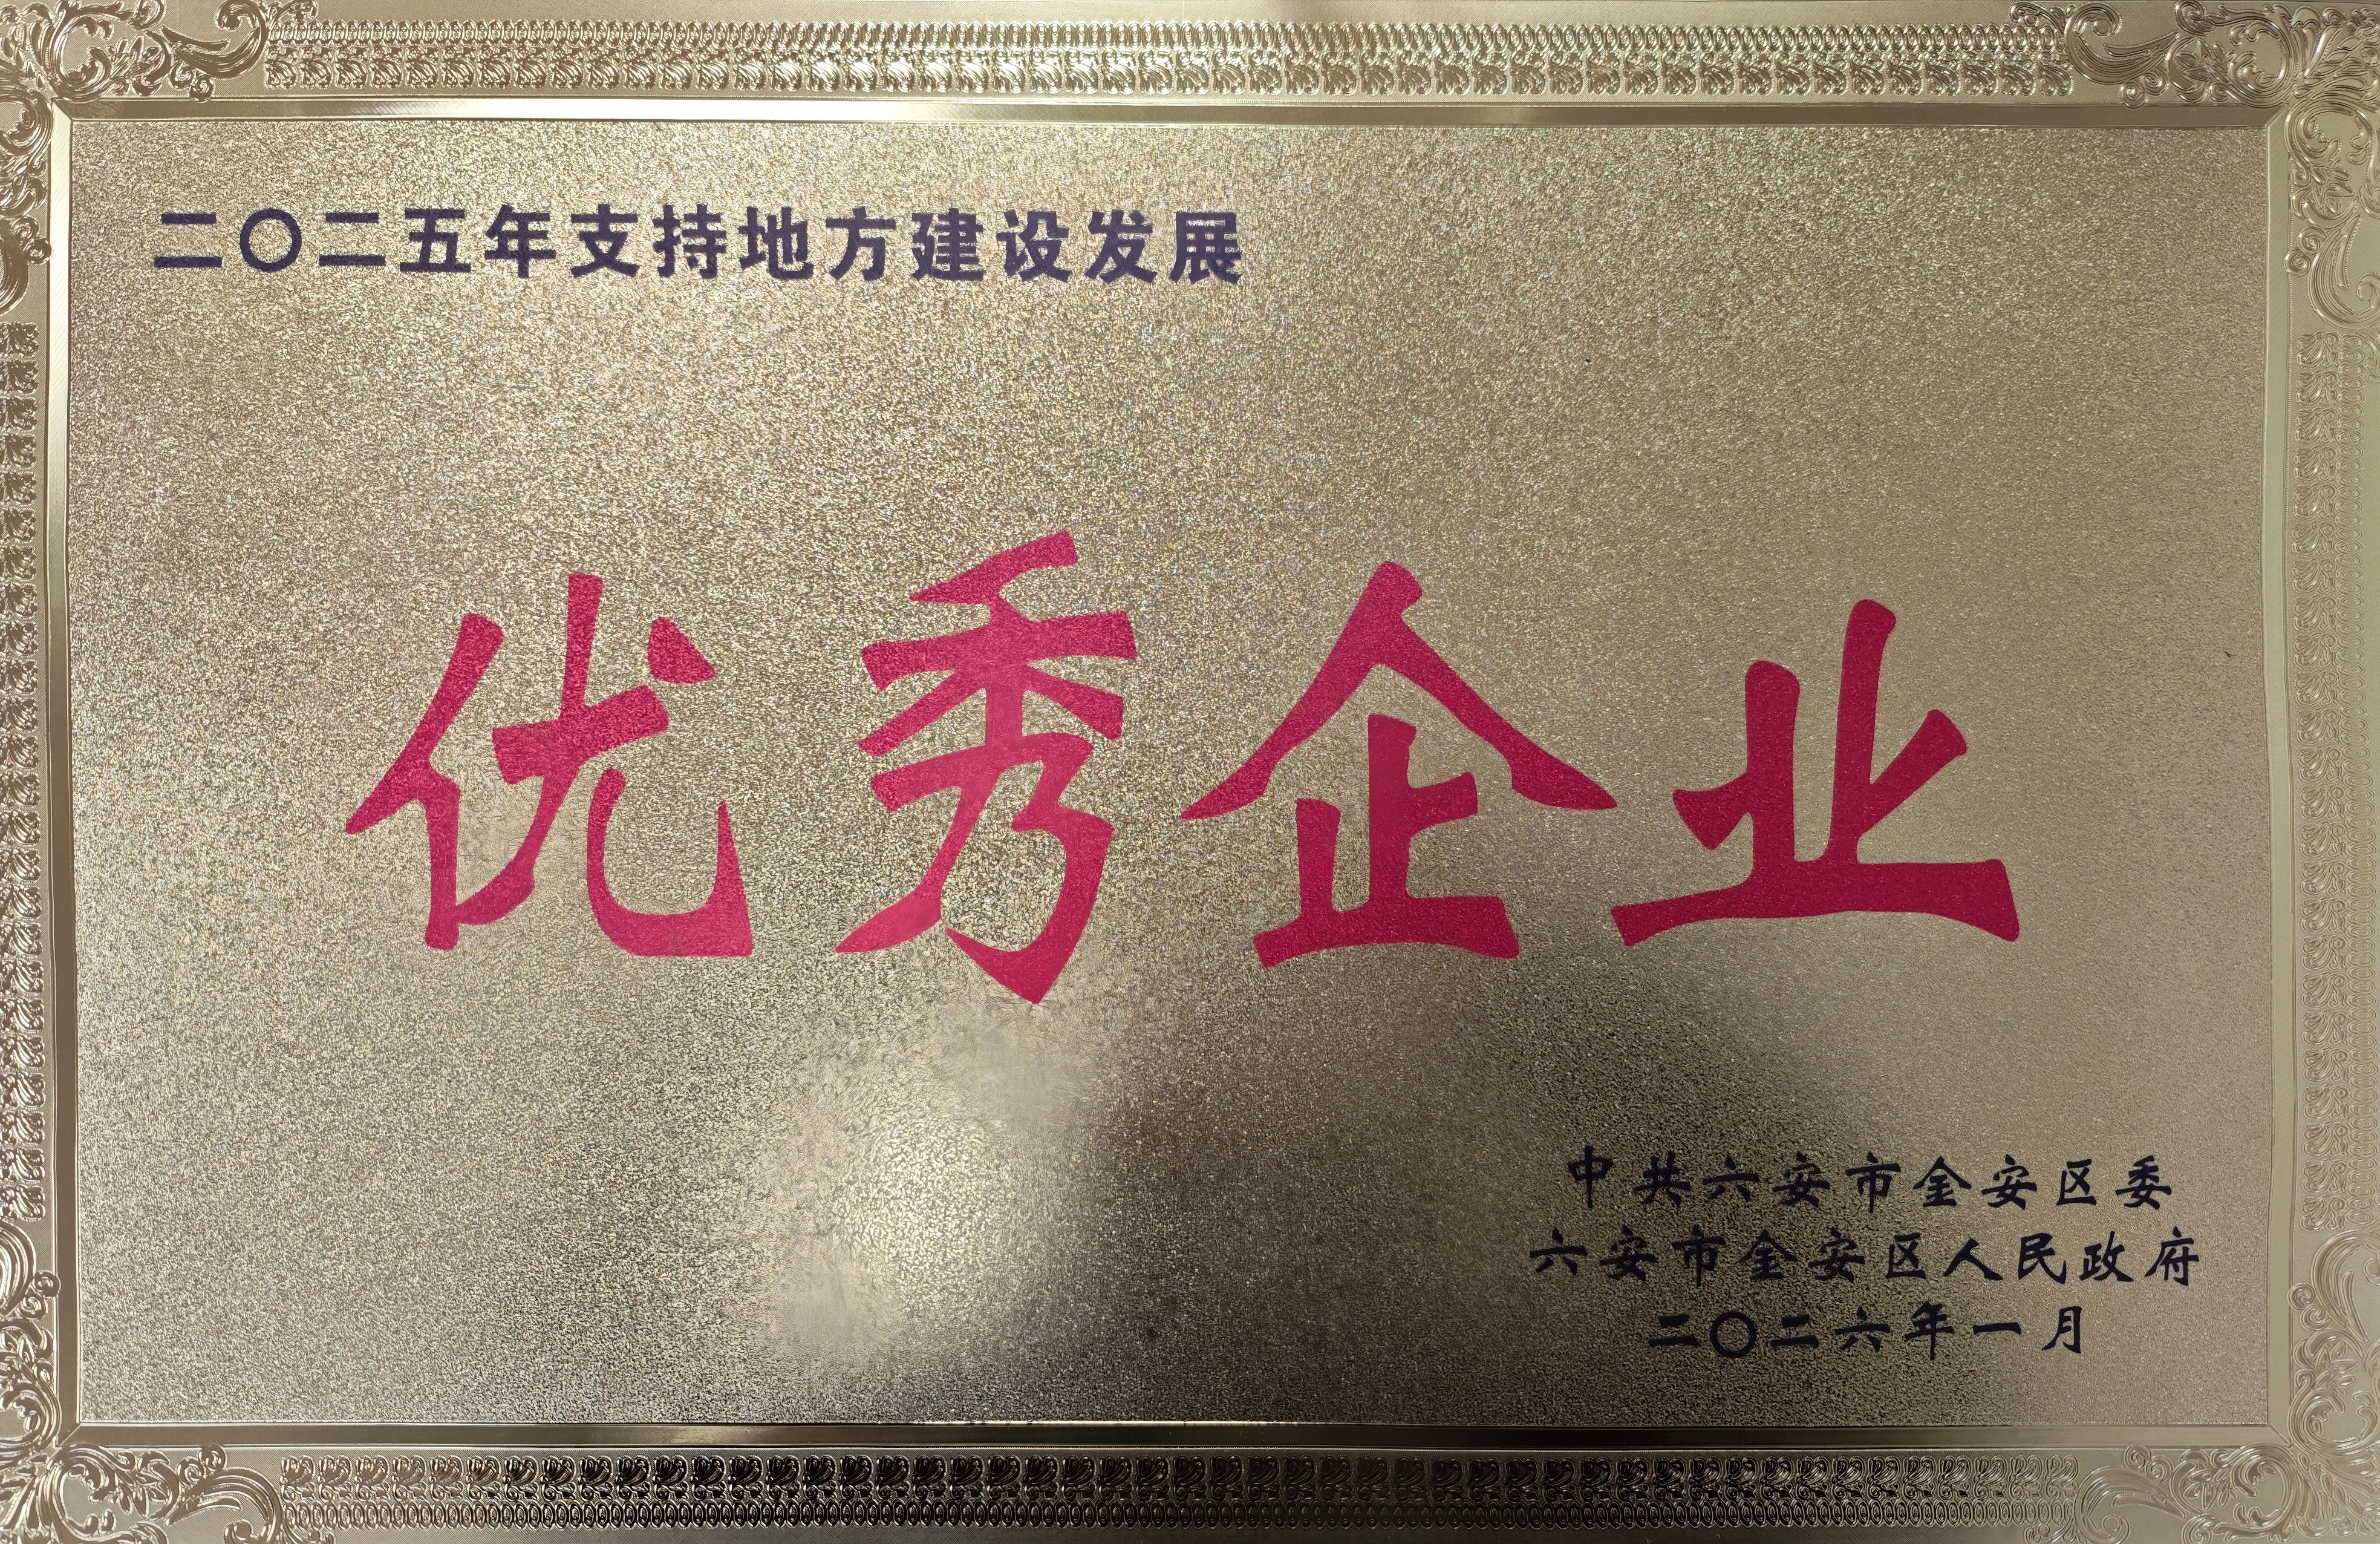 二〇二五年支持地方建设发展
优秀企业
中共六安市金安区委
六安市金安区人民政府
二〇二六年一月